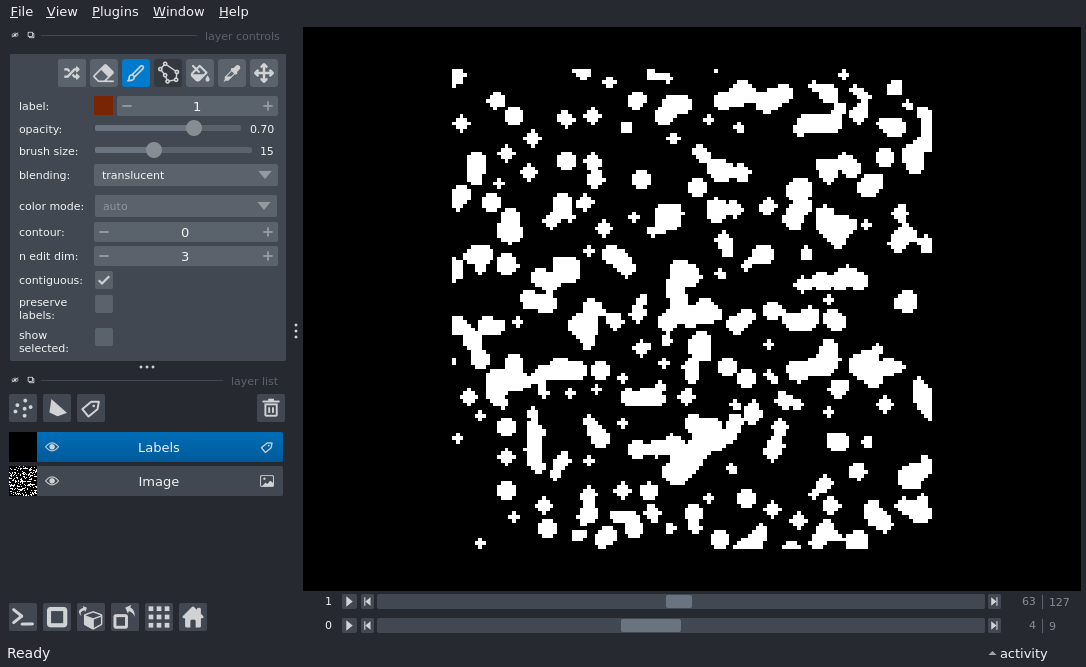 File View Plugins Window Help
layer controls
label: 1
opacity: 0.70
brush size: 15
blending: translucent
color mode: auto
contour: 0
n edit dim: 3
contiguous:
preserve
labels:
show
selected:
layer list
Labels
Image
1 63 127
0 4 9
Ready activity